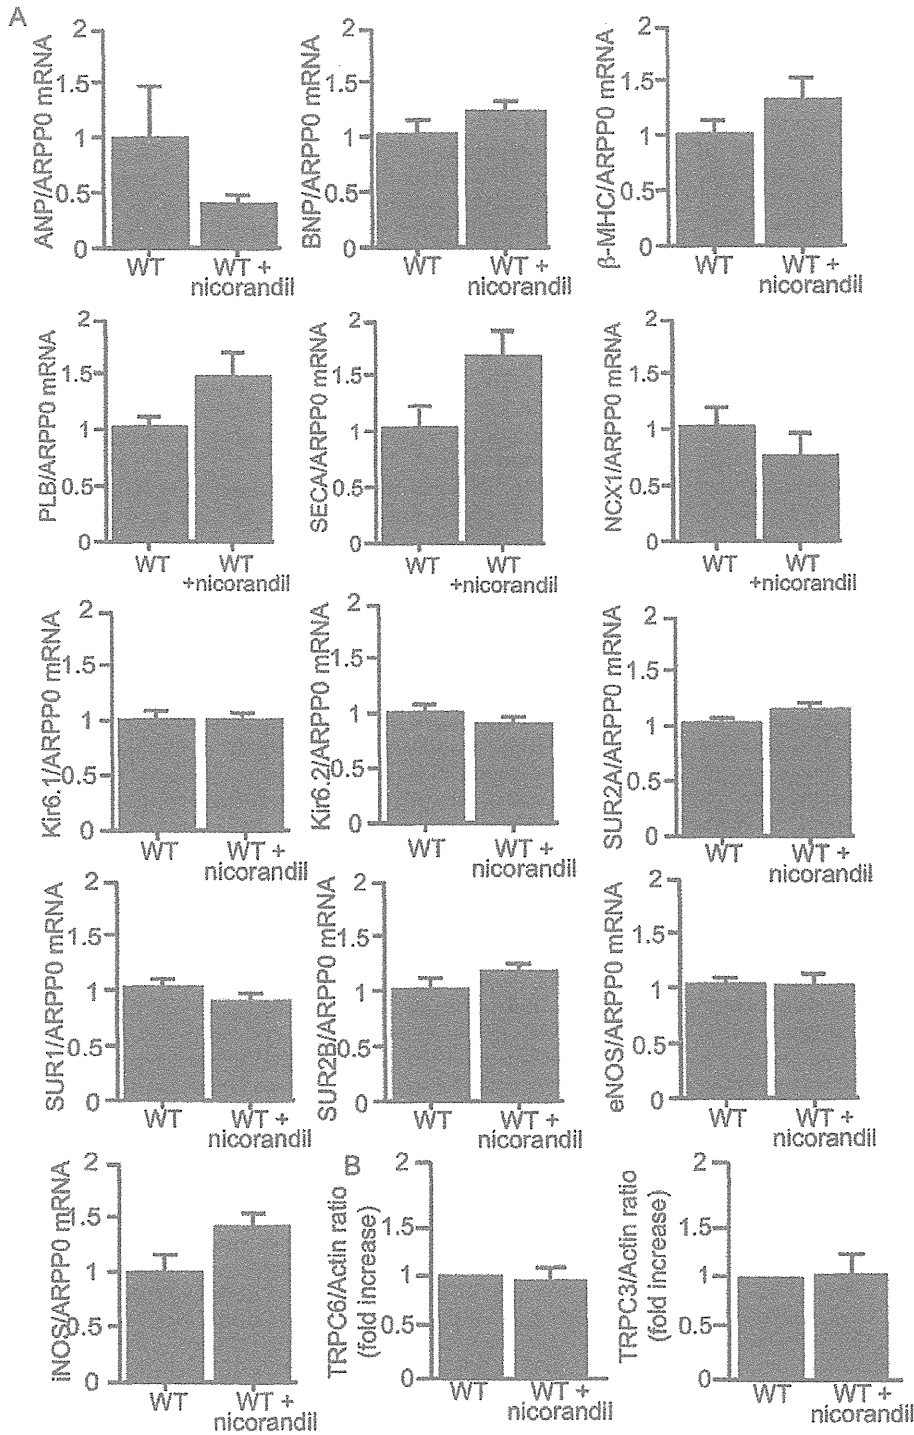 A
ANP/ARPP0 mRNA
2
1.5
1
0.5
0
WT
WT +
nicorandil
BNP/ARPP0 mRNA
2
1.5
1
0.5
0
WT
WT +
nicorandil
β-MHC/ARPP0 mRNA
2
1.5
1
0.5
0
WT
WT +
nicorandil
PLB/ARPP0 mRNA
2
1.5
1
0.5
0
WT
WT
+nicorandil
SECA/ARPP0 mRNA
2
1.5
1
0.5
0
WT
WT
+nicorandil
NCX1/ARPP0 mRNA
2
1.5
1
0.5
0
WT
WT
+nicorandil
Kir6.1/ARPP0 mRNA
2
1.5
1
0.5
0
WT
WT +
nicorandil
Kir6.2/ARPP0 mRNA
2
1.5
1
0.5
0
WT
WT +
nicorandil
SUR2A/ARPP0 mRNA
2
1.5
1
0.5
0
WT
WT +
nicorandil
SUR1/ARPP0 mRNA
2
1.5
1
0.5
0
WT
WT +
nicorandil
SUR2B/ARPP0 mRNA
2
1.5
1
0.5
0
WT
WT +
nicorandil
eNOS/ARPP0 mRNA
2
1.5
1
0.5
0
WT
WT +
nicorandil
iNOS/ARPP0 mRNA
2
1.5
1
0.5
0
WT
WT +
nicorandil
B
TRPC6/Actin ratio
(fold increase)
2
1.5
1
0.5
0
WT
WT +
nicorandil
TRPC3/Actin ratio
(fold increase)
2
1.5
1
0.5
0
WT
WT +
nicorandil